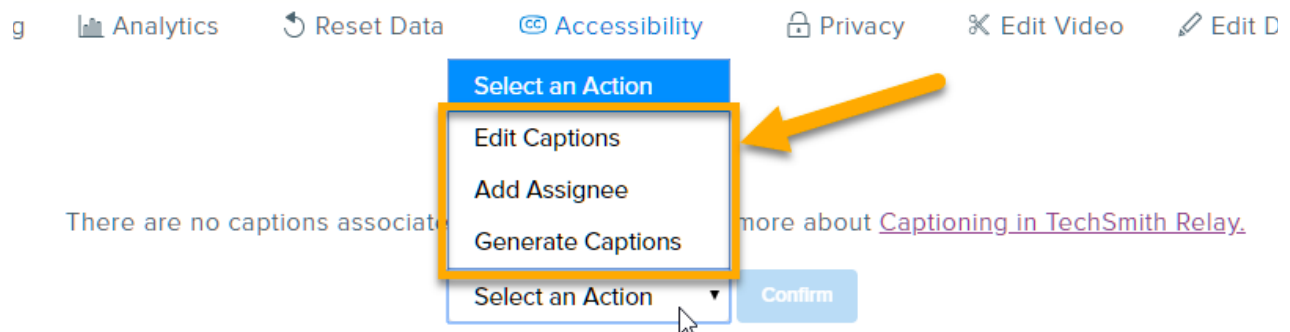 g Analytics Reset Data CC Accessibility Privacy Edit Video Edit D
Select an Action
Edit Captions
Add Assignee
There are no captions associate more about Captioning in TechSmith Relay.
Generate Captions
Select an Action Confirm